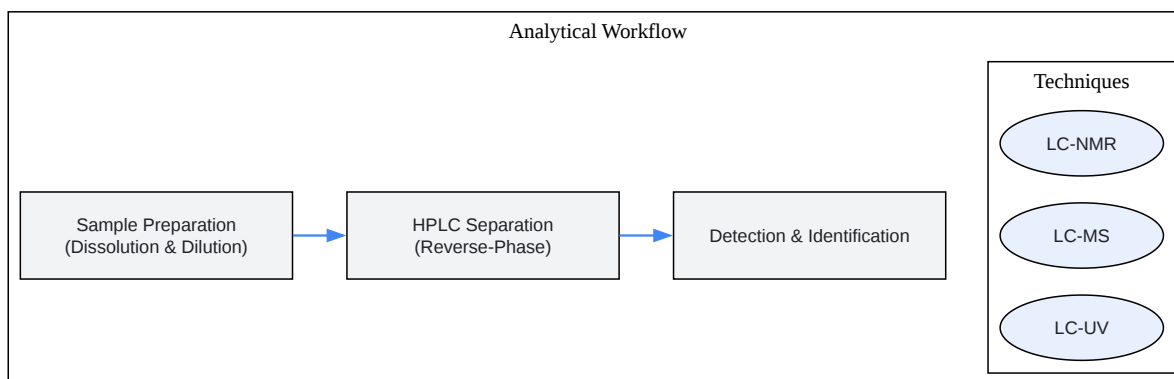 Analytical Workflow
Techniques
LC-NMR
Sample Preparation
(Dissolution & Dilution)
HPLC Separation
(Reverse-Phase)
Detection & Identification
LC-MS
LC-UV